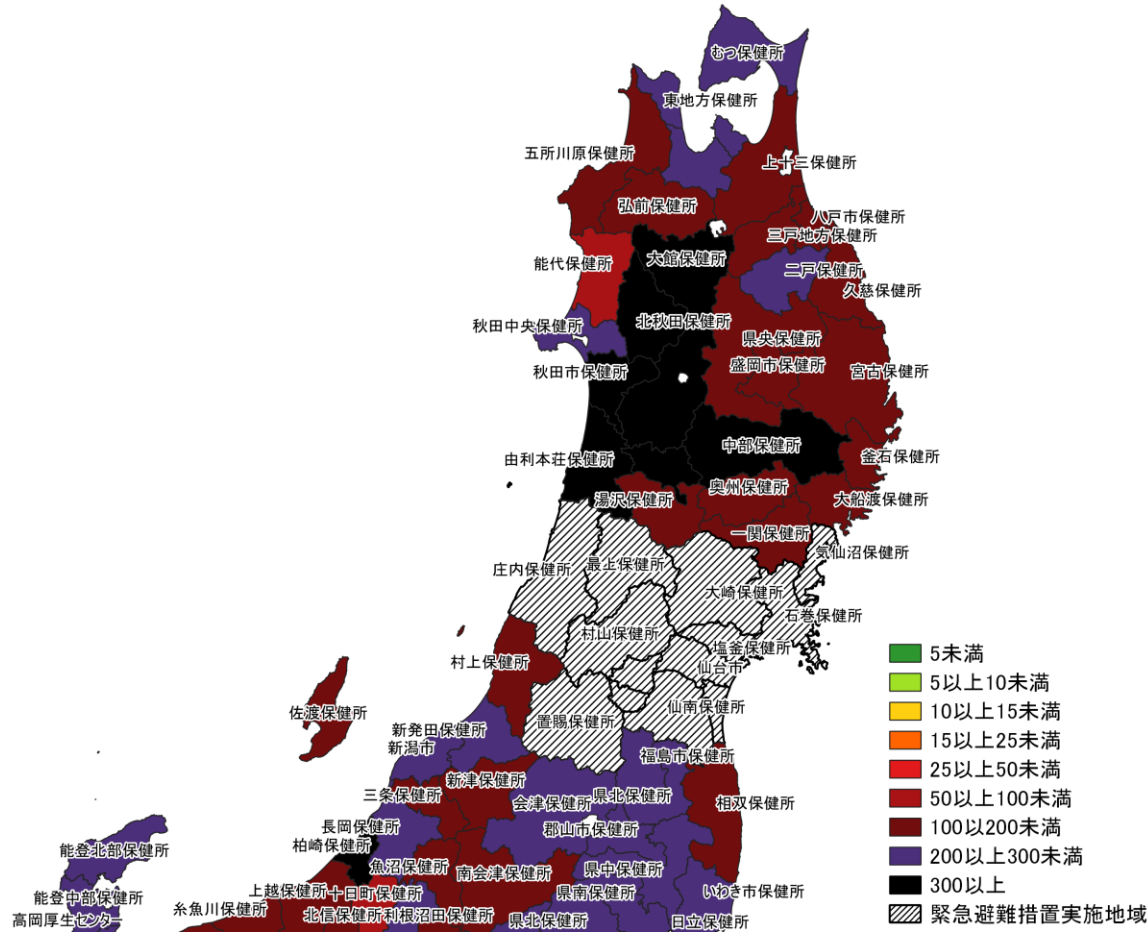 むつ保健所
東地方保健所
五所川原保健所
上十三保健所
弘前保健所
八戸市保健所
三戸地方保健所
大館保健所
能代保健所
二戸保健所
久慈保健所
北秋田保健所
秋田中央保健所
県央保健所
盛岡市保健所
秋田市保健所
宮古保健所
中部保健所
由利本荘保健所
釜石保健所
奥州保健所
湯沢保健所
大船渡保健所
一関保健所
気仙沼保健所
最上保健所
庄内保健所
大崎保健所
石巻保健所
村山保健所
塩釜保健所
村上保健所
仙台市
仙南保健所
佐渡保健所
置賜保健所
新発田保健所
新潟市
福島市保健所
新津保健所
三条保健所
会津保健所
県北保健所
相双保健所
長岡保健所
郡山市保健所
柏崎保健所
能登北部保健所
魚沼保健所
南会津保健所
県中保健所
上越保健所
十日町保健所
県南保健所
いわき市保健所
能登中部保健所
糸魚川保健所
北信保健所
利根沼田保健所
県北保健所
日立保健所
高岡厚生センター
5未満
5以上10未満
10以上15未満
15以上25未満
25以上50未満
50以上100未満
100以200未満
200以上300未満
300以上
緊急避難措置実施地域